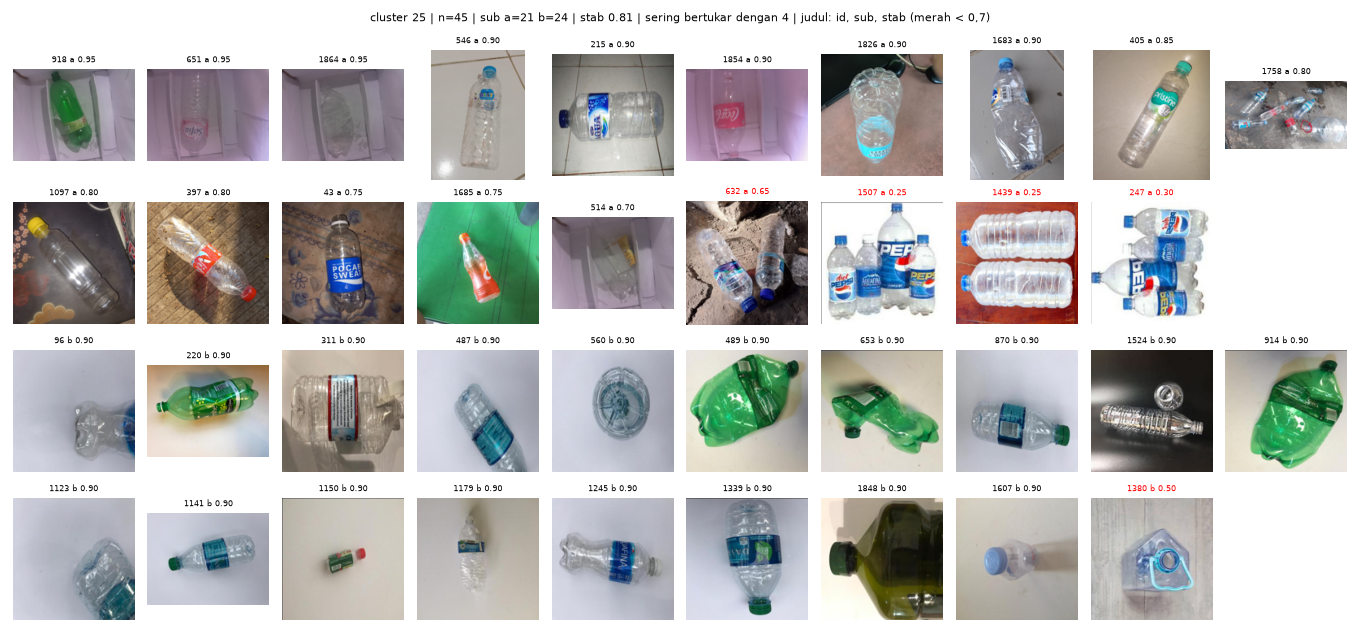 cluster 25 | n=45 | sub a=21 b=24 | stab 0.81 | sering bertukar dengan 4 | judul: id, sub, stab (merah < 0,7)
918 a 0.95
651 a 0.95
1864 a 0.95
546 a 0.90
215 a 0.90
1854 a 0.90
1826 a 0.90
1683 a 0.90
405 a 0.85
1758 a 0.80
AQUA
Pristine
1097 a 0.80
397 a 0.80
43 a 0.75
1685 a 0.75
514 a 0.70
632 a 0.65
1507 a 0.25
1439 a 0.25
247 a 0.30
POCARI
SWEAT
PEPSI
diet
PEPSI
96 b 0.90
220 b 0.90
311 b 0.90
487 b 0.90
560 b 0.90
489 b 0.90
653 b 0.90
870 b 0.90
1524 b 0.90
914 b 0.90
1123 b 0.90
1141 b 0.90
1150 b 0.90
1179 b 0.90
1245 b 0.90
1339 b 0.90
1848 b 0.90
1607 b 0.90
1380 b 0.50